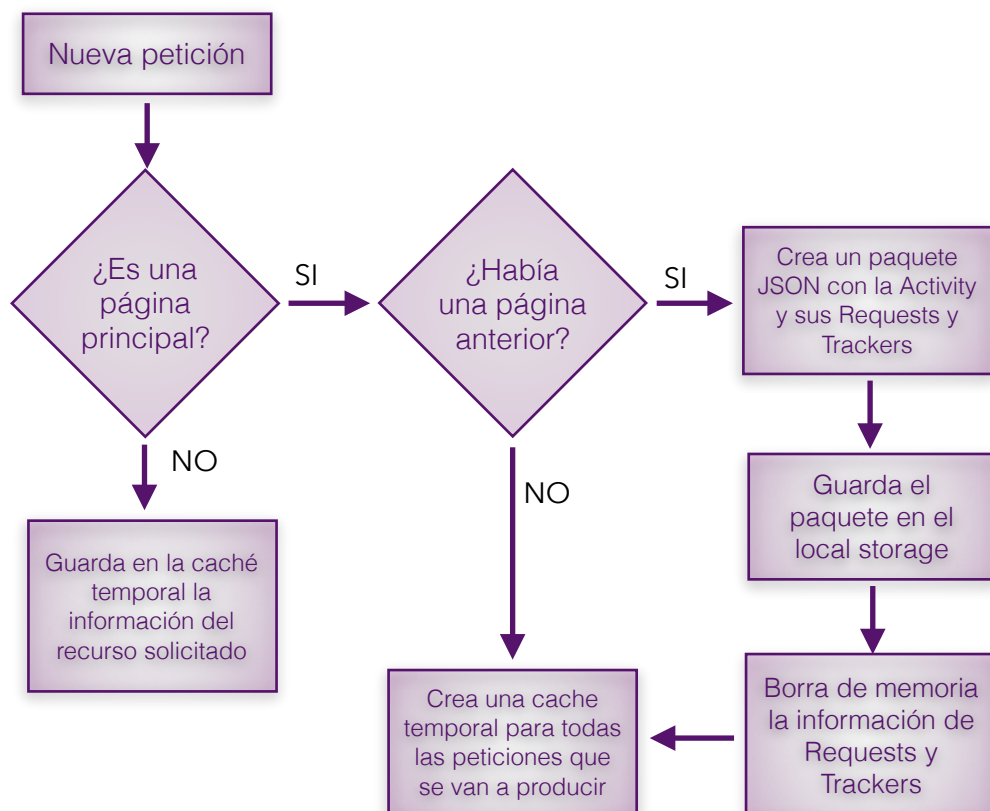 Nueva petición
¿Es una
página
principal?
SI
¿Había
una página
anterior?
SI
Crea un paquete
JSON con la Activity
y sus Requests y
Trackers
NO
Guarda en la caché
temporal la
información del
recurso solicitado
NO
Guarda el
paquete en el
local storage
Crea una cache
temporal para todas
las peticiones que
se van a producir
Borra de memoria
la información de
Requests y
Trackers